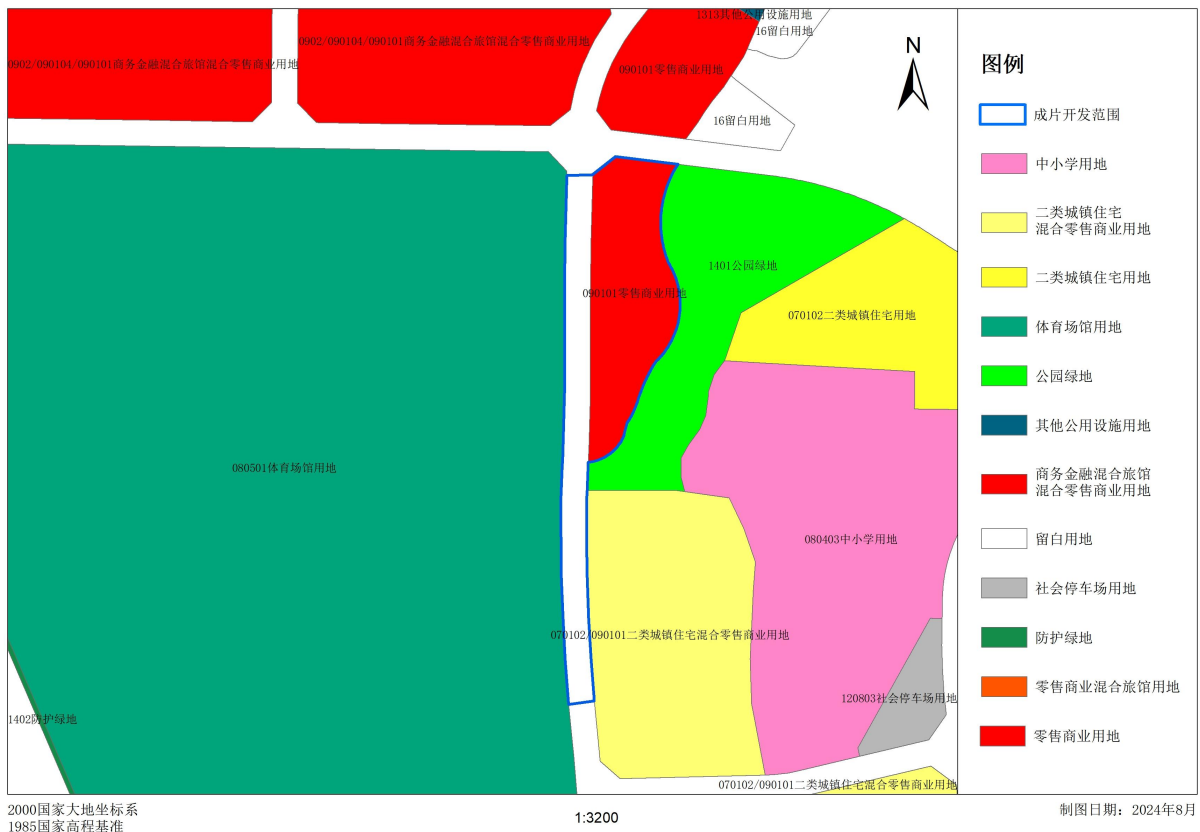 1313其他公用设施用地
16留白用地
0902/090104/090101商务金融混合旅馆混合零售商业用地
0902/090104/090101商务金融混合旅馆混合零售商业用地
090101零售商业用地
16留白用地
1401公园绿地
090101零售商业用地
070102二类城镇住宅用地
080501体育场馆用地
080403中小学用地
070102/090101二类城镇住宅混合零售商业用地
120803社会停车场用地
1402防护绿地
070102/090101二类城镇住宅混合零售商业用地
N
图例
成片开发范围
中小学用地
二类城镇住宅
混合零售商业用地
二类城镇住宅用地
体育场馆用地
公园绿地
其他公用设施用地
商务金融混合旅馆
混合零售商业用地
留白用地
社会停车场用地
防护绿地
零售商业混合旅馆用地
零售商业用地
2000国家大地坐标系
1985国家高程基准
1:3200
制图日期：2024年8月